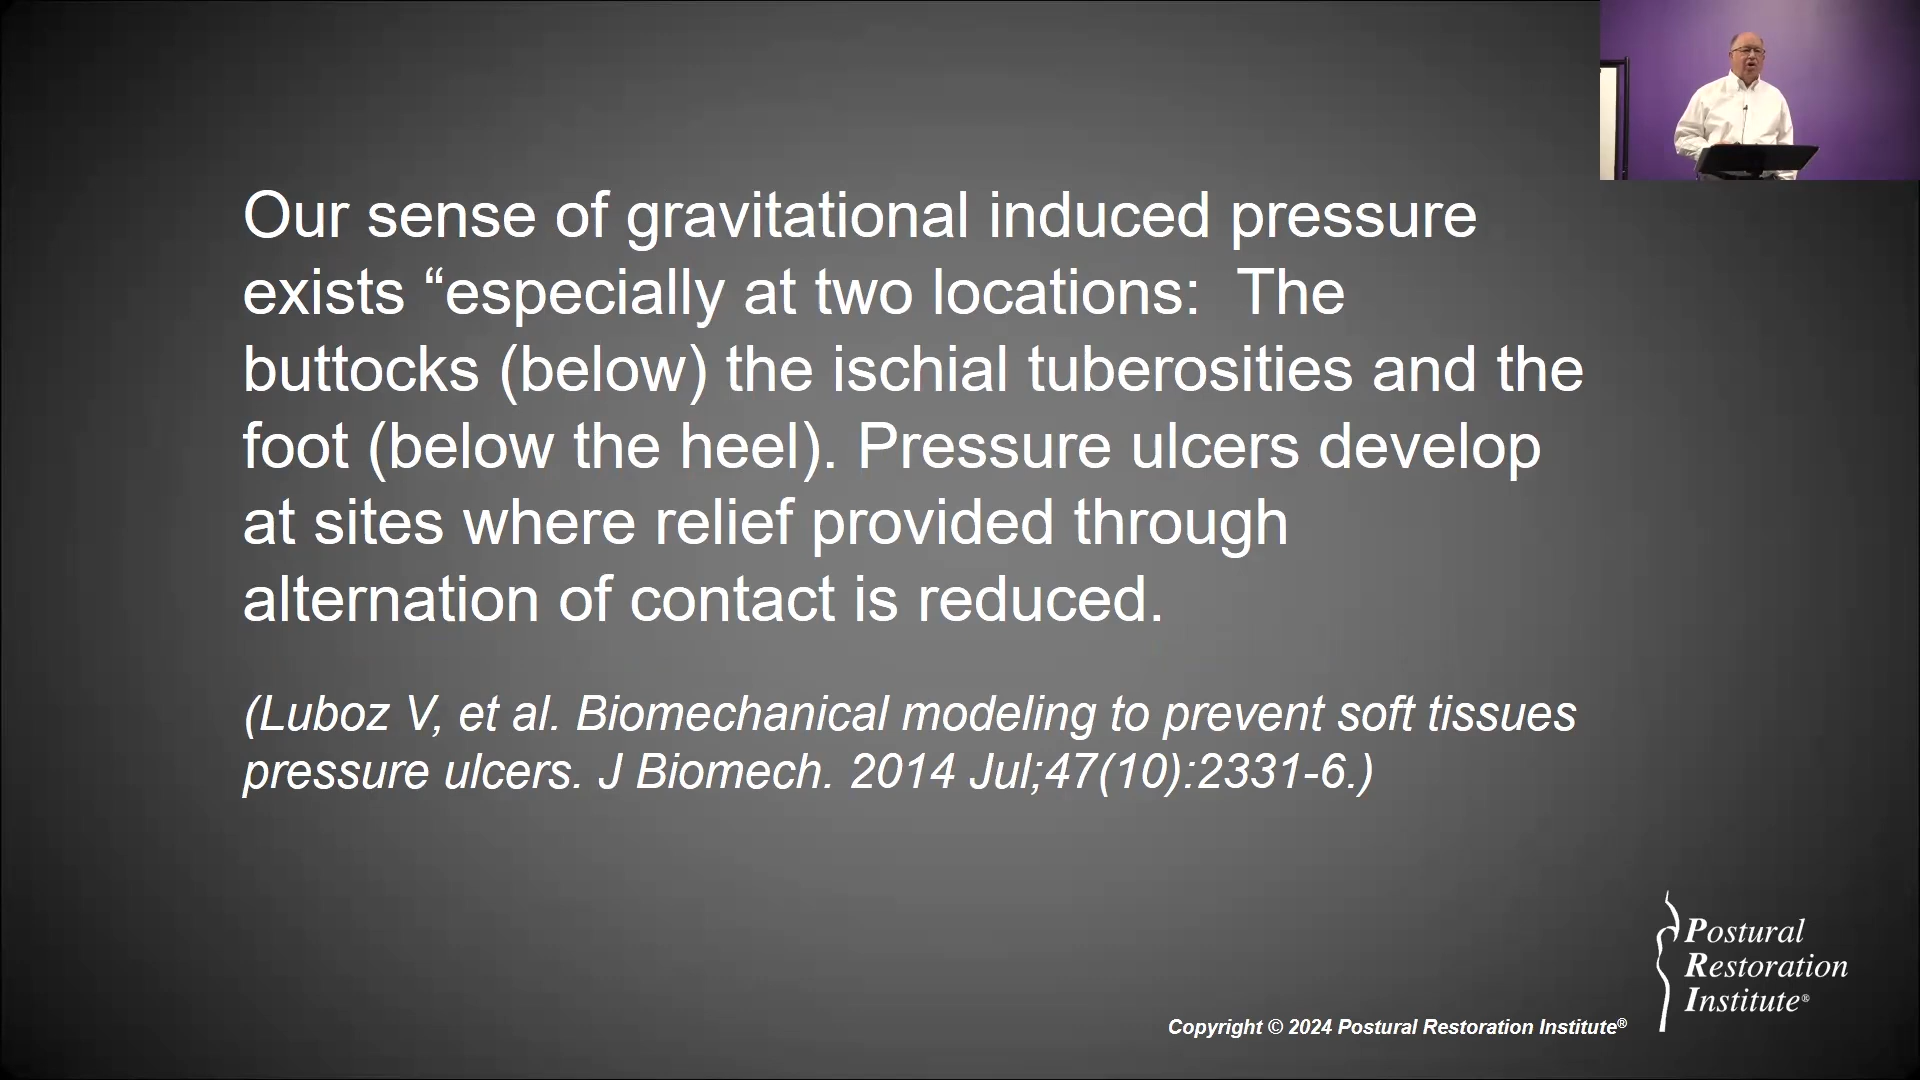 Our sense of gravitational induced pressure
exists “especially at two locations:  The
buttocks (below) the ischial tuberosities and the
foot (below the heel). Pressure ulcers develop
at sites where relief provided through
alternation of contact is reduced.
(Luboz V, et al. Biomechanical modeling to prevent soft tissues
pressure ulcers. J Biomech. 2014 Jul;47(10):2331-6.)
Postural
Restoration
Institute®
Copyright © 2024 Postural Restoration Institute®